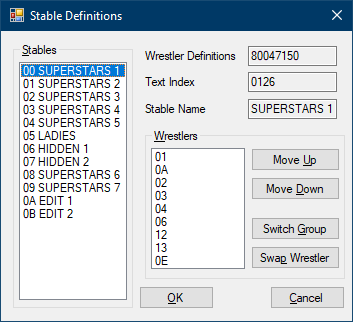 Stable Definitions
Stables
00 SUPERSTARS 1
01 SUPERSTARS 2
02 SUPERSTARS 3
03 SUPERSTARS 4
04 SUPERSTARS 5
05 LADIES
06 HIDDEN 1
07 HIDDEN 2
08 SUPERSTARS 6
09 SUPERSTARS 7
0A EDIT 1
0B EDIT 2
Wrestler Definitions 80047150
Text Index 0126
Stable Name SUPERSTARS 1
Wrestlers
01
0A
02
03
04
06
12
13
0E
Move Up
Move Down
Switch Group
Swap Wrestler
OK
Cancel